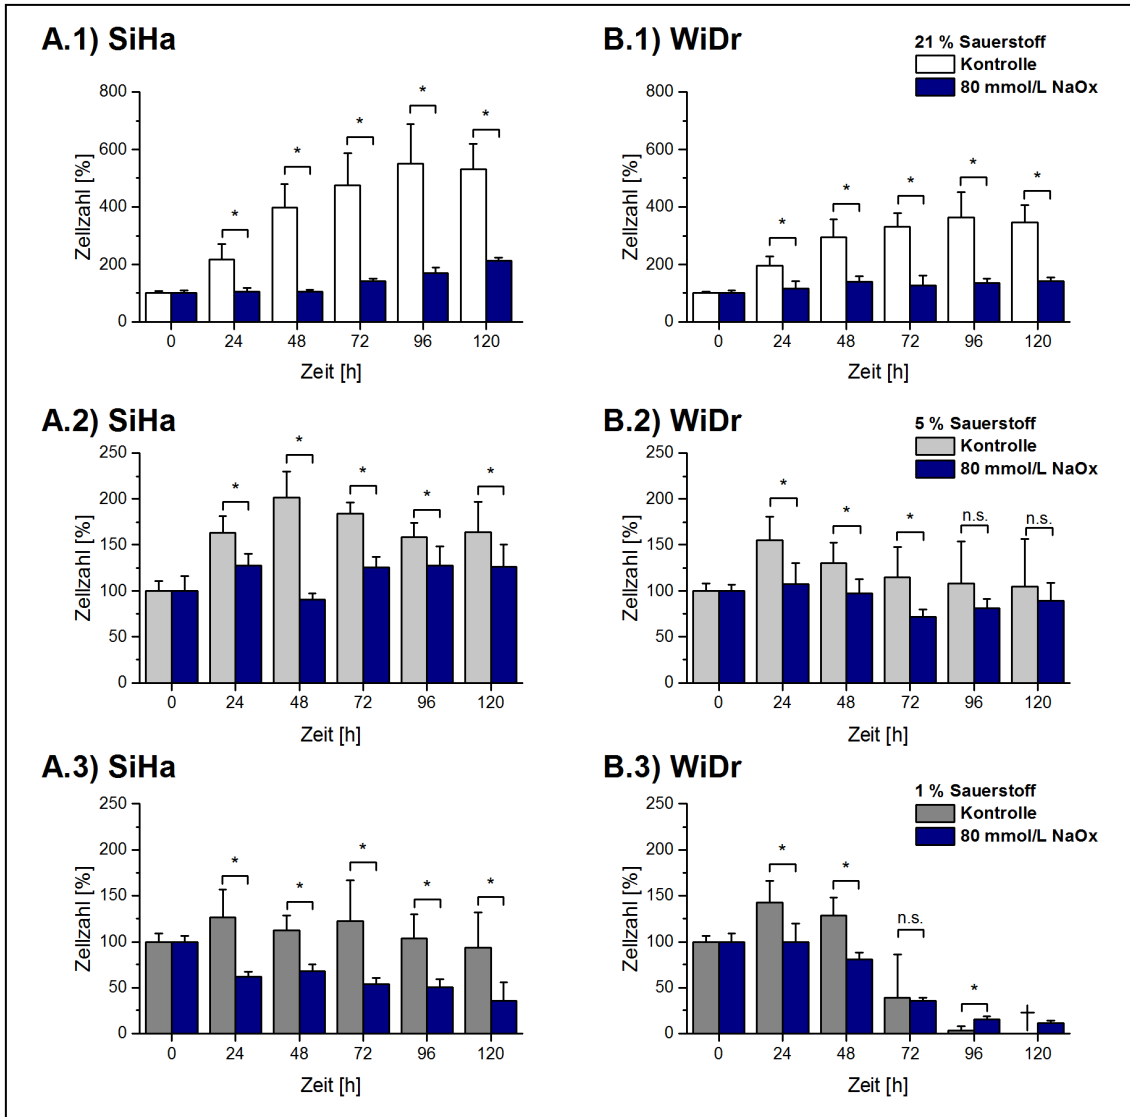 A.1) SiHa
800
600
400
200
0
Zellzahl [%]
* * * * *
0 24 48 72 96 120
Zeit [h]
B.1) WiDr
21 % Sauerstoff
Kontrolle
80 mmol/L NaOx
800
600
400
200
0
Zellzahl [%]
* * * * *
0 24 48 72 96 120
Zeit [h]
A.2) SiHa
250
200
150
100
50
0
Zellzahl [%]
* * * * *
0 24 48 72 96 120
Zeit [h]
B.2) WiDr
5 % Sauerstoff
Kontrolle
80 mmol/L NaOx
250
200
150
100
50
0
Zellzahl [%]
* * * n.s. n.s.
0 24 48 72 96 120
Zeit [h]
A.3) SiHa
250
200
150
100
50
0
Zellzahl [%]
* * * * *
0 24 48 72 96 120
Zeit [h]
B.3) WiDr
1 % Sauerstoff
Kontrolle
80 mmol/L NaOx
250
200
150
100
50
0
Zellzahl [%]
* * n.s. * †
0 24 48 72 96 120
Zeit [h]